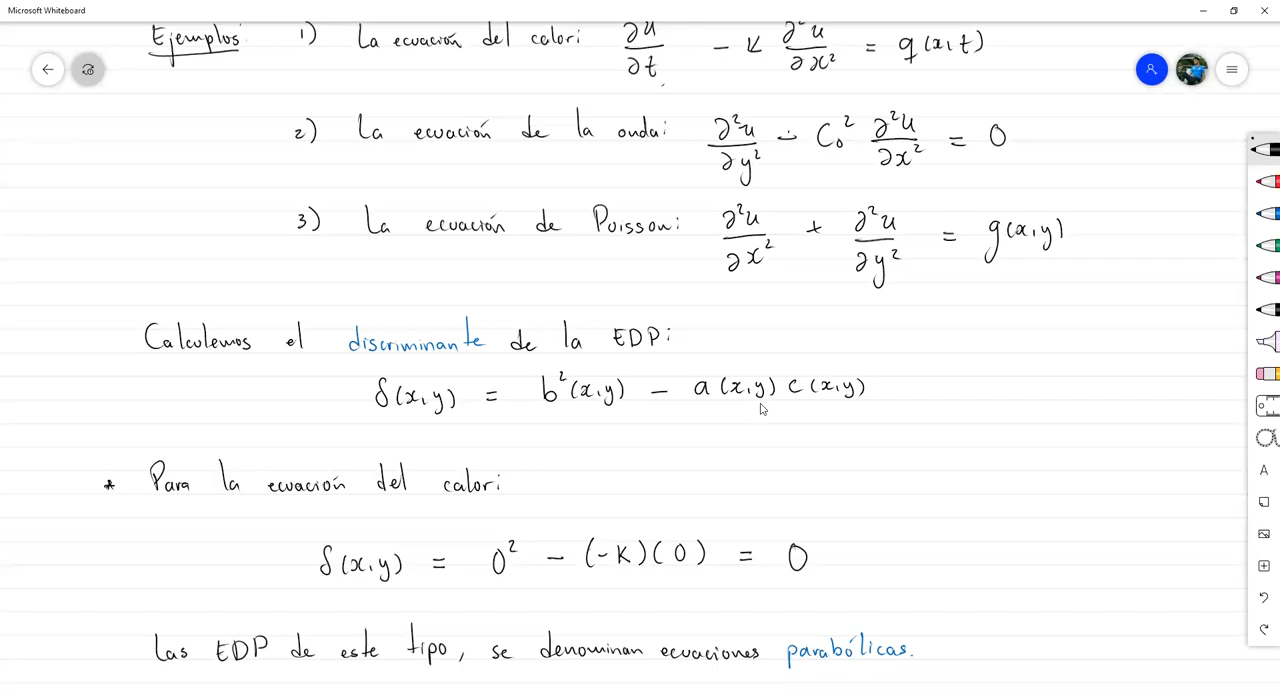 Microsoft Whiteboard
Ejemplos: 1) La ecuación del calor: ∂u/∂t - K ∂²u/∂x² = q(x,t)
2) La ecuación de la onda: ∂²u/∂y² - C₀² ∂²u/∂x² = 0
3) La ecuación de Poisson: ∂²u/∂x² + ∂²u/∂y² = g(x,y)
Calculemos el discriminante de la EDP:
δ(x,y) = b²(x,y) - a(x,y) c(x,y)
* Para la ecuación del calor:
δ(x,y) = 0² - (-K)(0) = 0
Las EDP de este tipo, se denominan ecuaciones parabólicas.